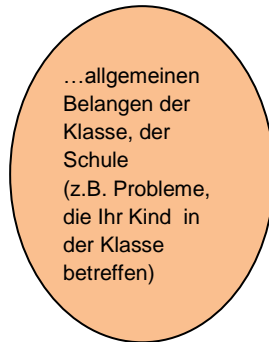 …allgemeinen
Belangen der
Klasse, der
Schule
(z.B. Probleme,
die Ihr Kind  in
der Klasse
betreffen)